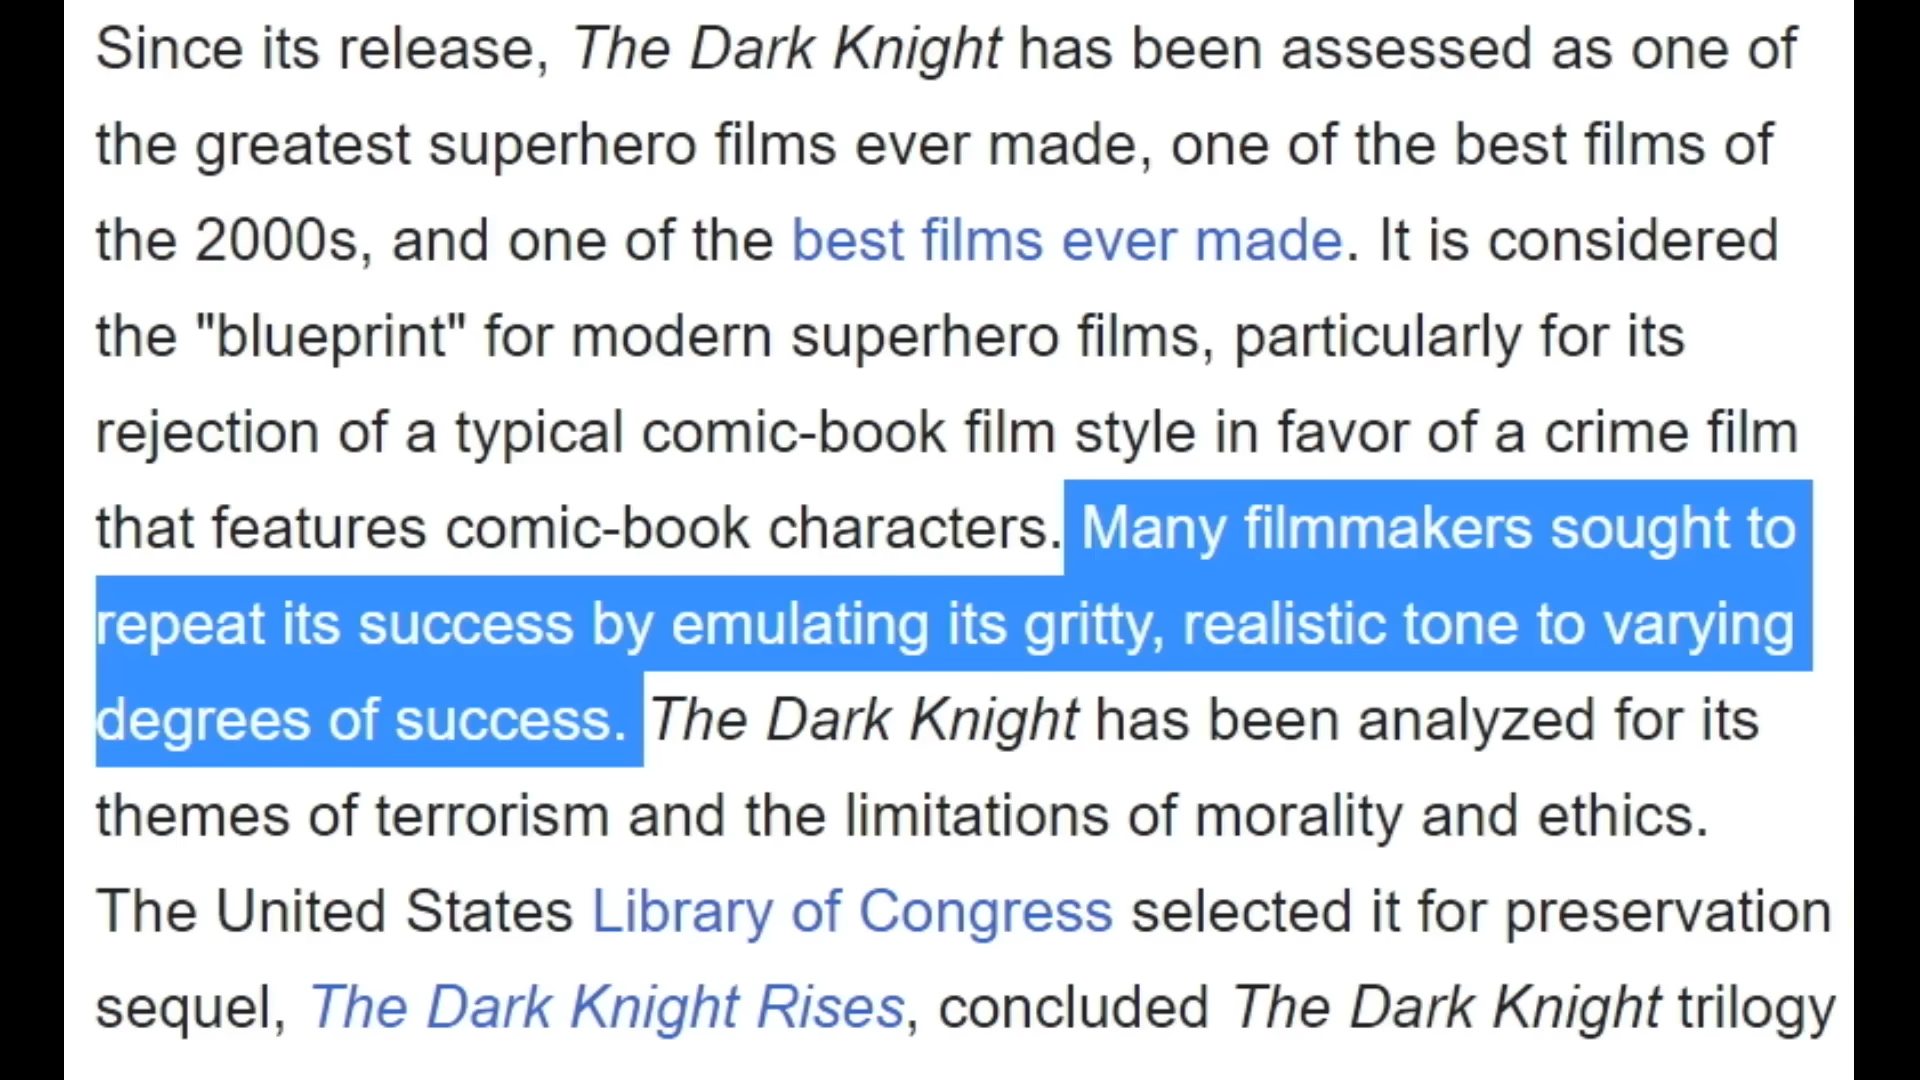 Since its release, The Dark Knight has been assessed as one of
the greatest superhero films ever made, one of the best films of
the 2000s, and one of the best films ever made. It is considered
the "blueprint" for modern superhero films, particularly for its
rejection of a typical comic-book film style in favor of a crime film
that features comic-book characters. Many filmmakers sought to
repeat its success by emulating its gritty, realistic tone to varying
degrees of success. The Dark Knight has been analyzed for its
themes of terrorism and the limitations of morality and ethics.
The United States Library of Congress selected it for preservation
sequel, The Dark Knight Rises, concluded The Dark Knight trilogy